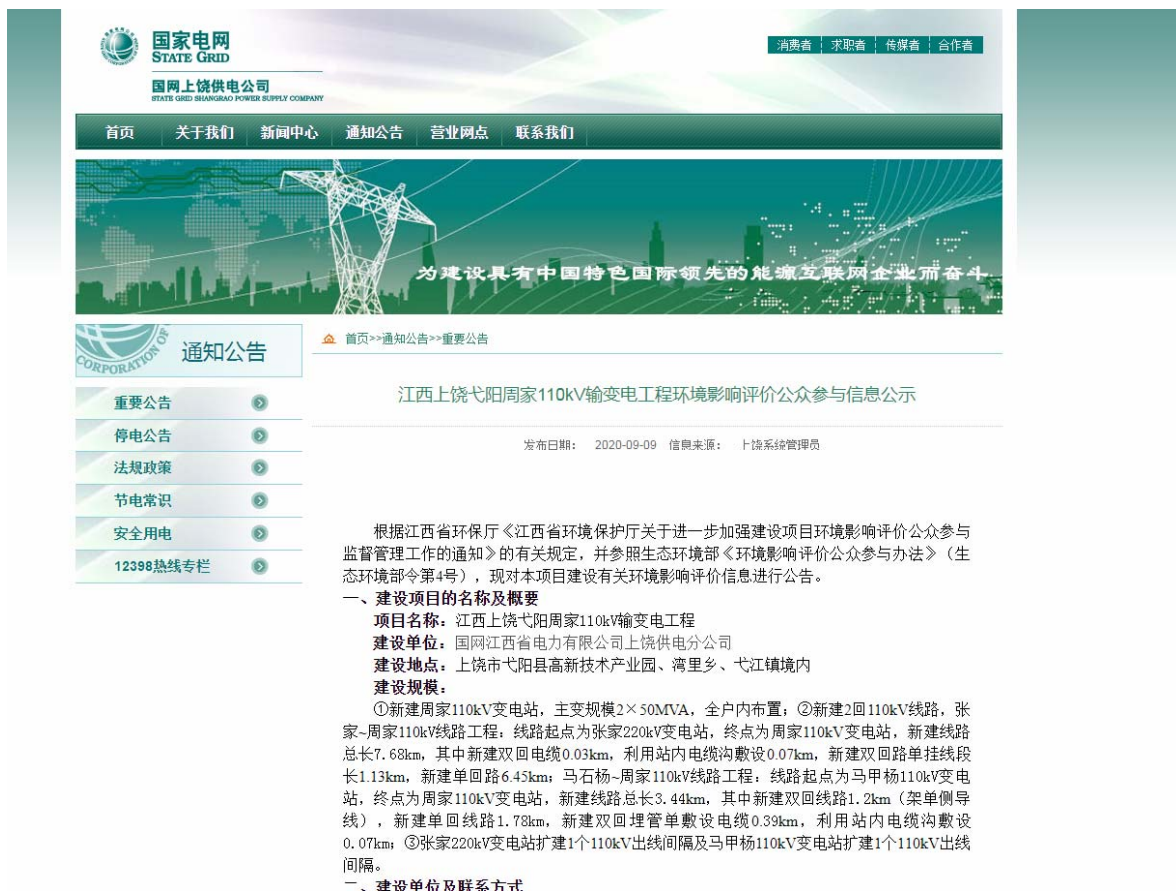 国家电网
STATE GRID
国网上饶供电公司
STATE GRID SHANGRAO POWER SUPPLY COMPANY
消费者 求职者 传媒者 合作者
首页 关于我们 新闻中心 通知公告 营业网点 联系我们
为建设具有中国特色国际领先的能源互联网企业而奋斗
CORPORATION OF
通知公告
重要公告
停电公告
法规政策
节电常识
安全用电
12398热线专栏
首页>>通知公告>>重要公告
江西上饶弋阳周家110kV输变电工程环境影响评价公众参与信息公示
发布日期： 2020-09-09 信息来源： 上饶系统管理员
根据江西省环保厅《江西省环境保护厅关于进一步加强建设项目环境影响评价公众参与
监督管理工作的通知》的有关规定，并参照生态环境部《环境影响评价公众参与办法》（生
态环境部令第4号），现对本项目建设有关环境影响评价信息进行公告。
一、建设项目的名称及概要
项目名称：江西上饶弋阳周家110kV输变电工程
建设单位：国网江西省电力有限公司上饶供电分公司
建设地点：上饶市弋阳县高新技术产业园、湾里乡、弋江镇境内
建设规模：
①新建周家110kV变电站，主变规模2×50MVA，全户内布置；②新建2回110kV线路，张
家~周家110kV线路工程：线路起点为张家220kV变电站，终点为周家110kV变电站，新建线路
总长7.68km，其中新建双回电缆0.03km，利用站内电缆沟敷设0.07km，新建双回路单挂线段
长1.13km，新建单回路6.45km；马石杨~周家110kV线路工程：线路起点为马甲杨110kV变电
站，终点为周家110kV变电站，新建线路总长3.44km，其中新建双回线路1.2km（架单侧导
线），新建单回线路1.78km，新建双回埋管单敷设电缆0.39km，利用站内电缆沟敷设
0.07km；③张家220kV变电站扩建1个110kV出线间隔及马甲杨110kV变电站扩建1个110kV出线
间隔。
二、建设单位及联系方式